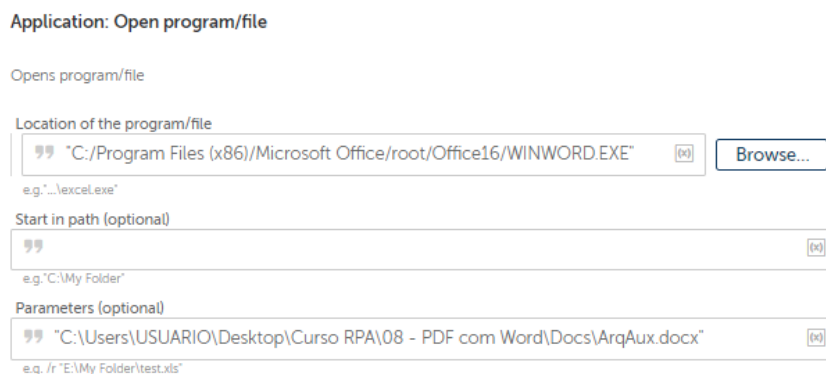 Application: Open program/file
Opens program/file
Location of the program/file
"C:/Program Files (x86)/Microsoft Office/root/Office16/WINWORD.EXE" (x) Browse...
e.g."...\excel.exe"
Start in path (optional)
(x)
e.g."C:\My Folder"
Parameters (optional)
"C:\Users\USUARIO\Desktop\Curso RPA\08 - PDF com Word\Docs\ArqAux.docx" (x)
e.g. /r "E:\My Folder\test.xls"